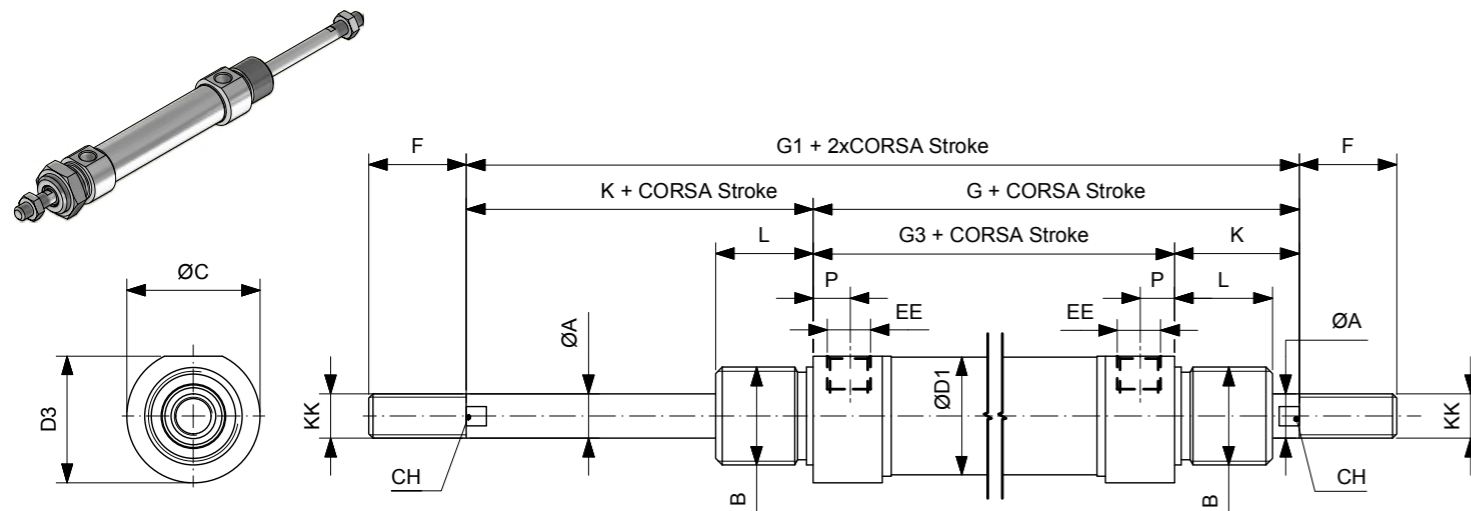 F
G1 + 2xCORSA Stroke
F
K + CORSA Stroke
G + CORSA Stroke
L
G3 + CORSA Stroke
K
ØC
P
P
L
EE
EE
ØA
ØA
D3
KK
ØD1
KK
CH
B
B
CH